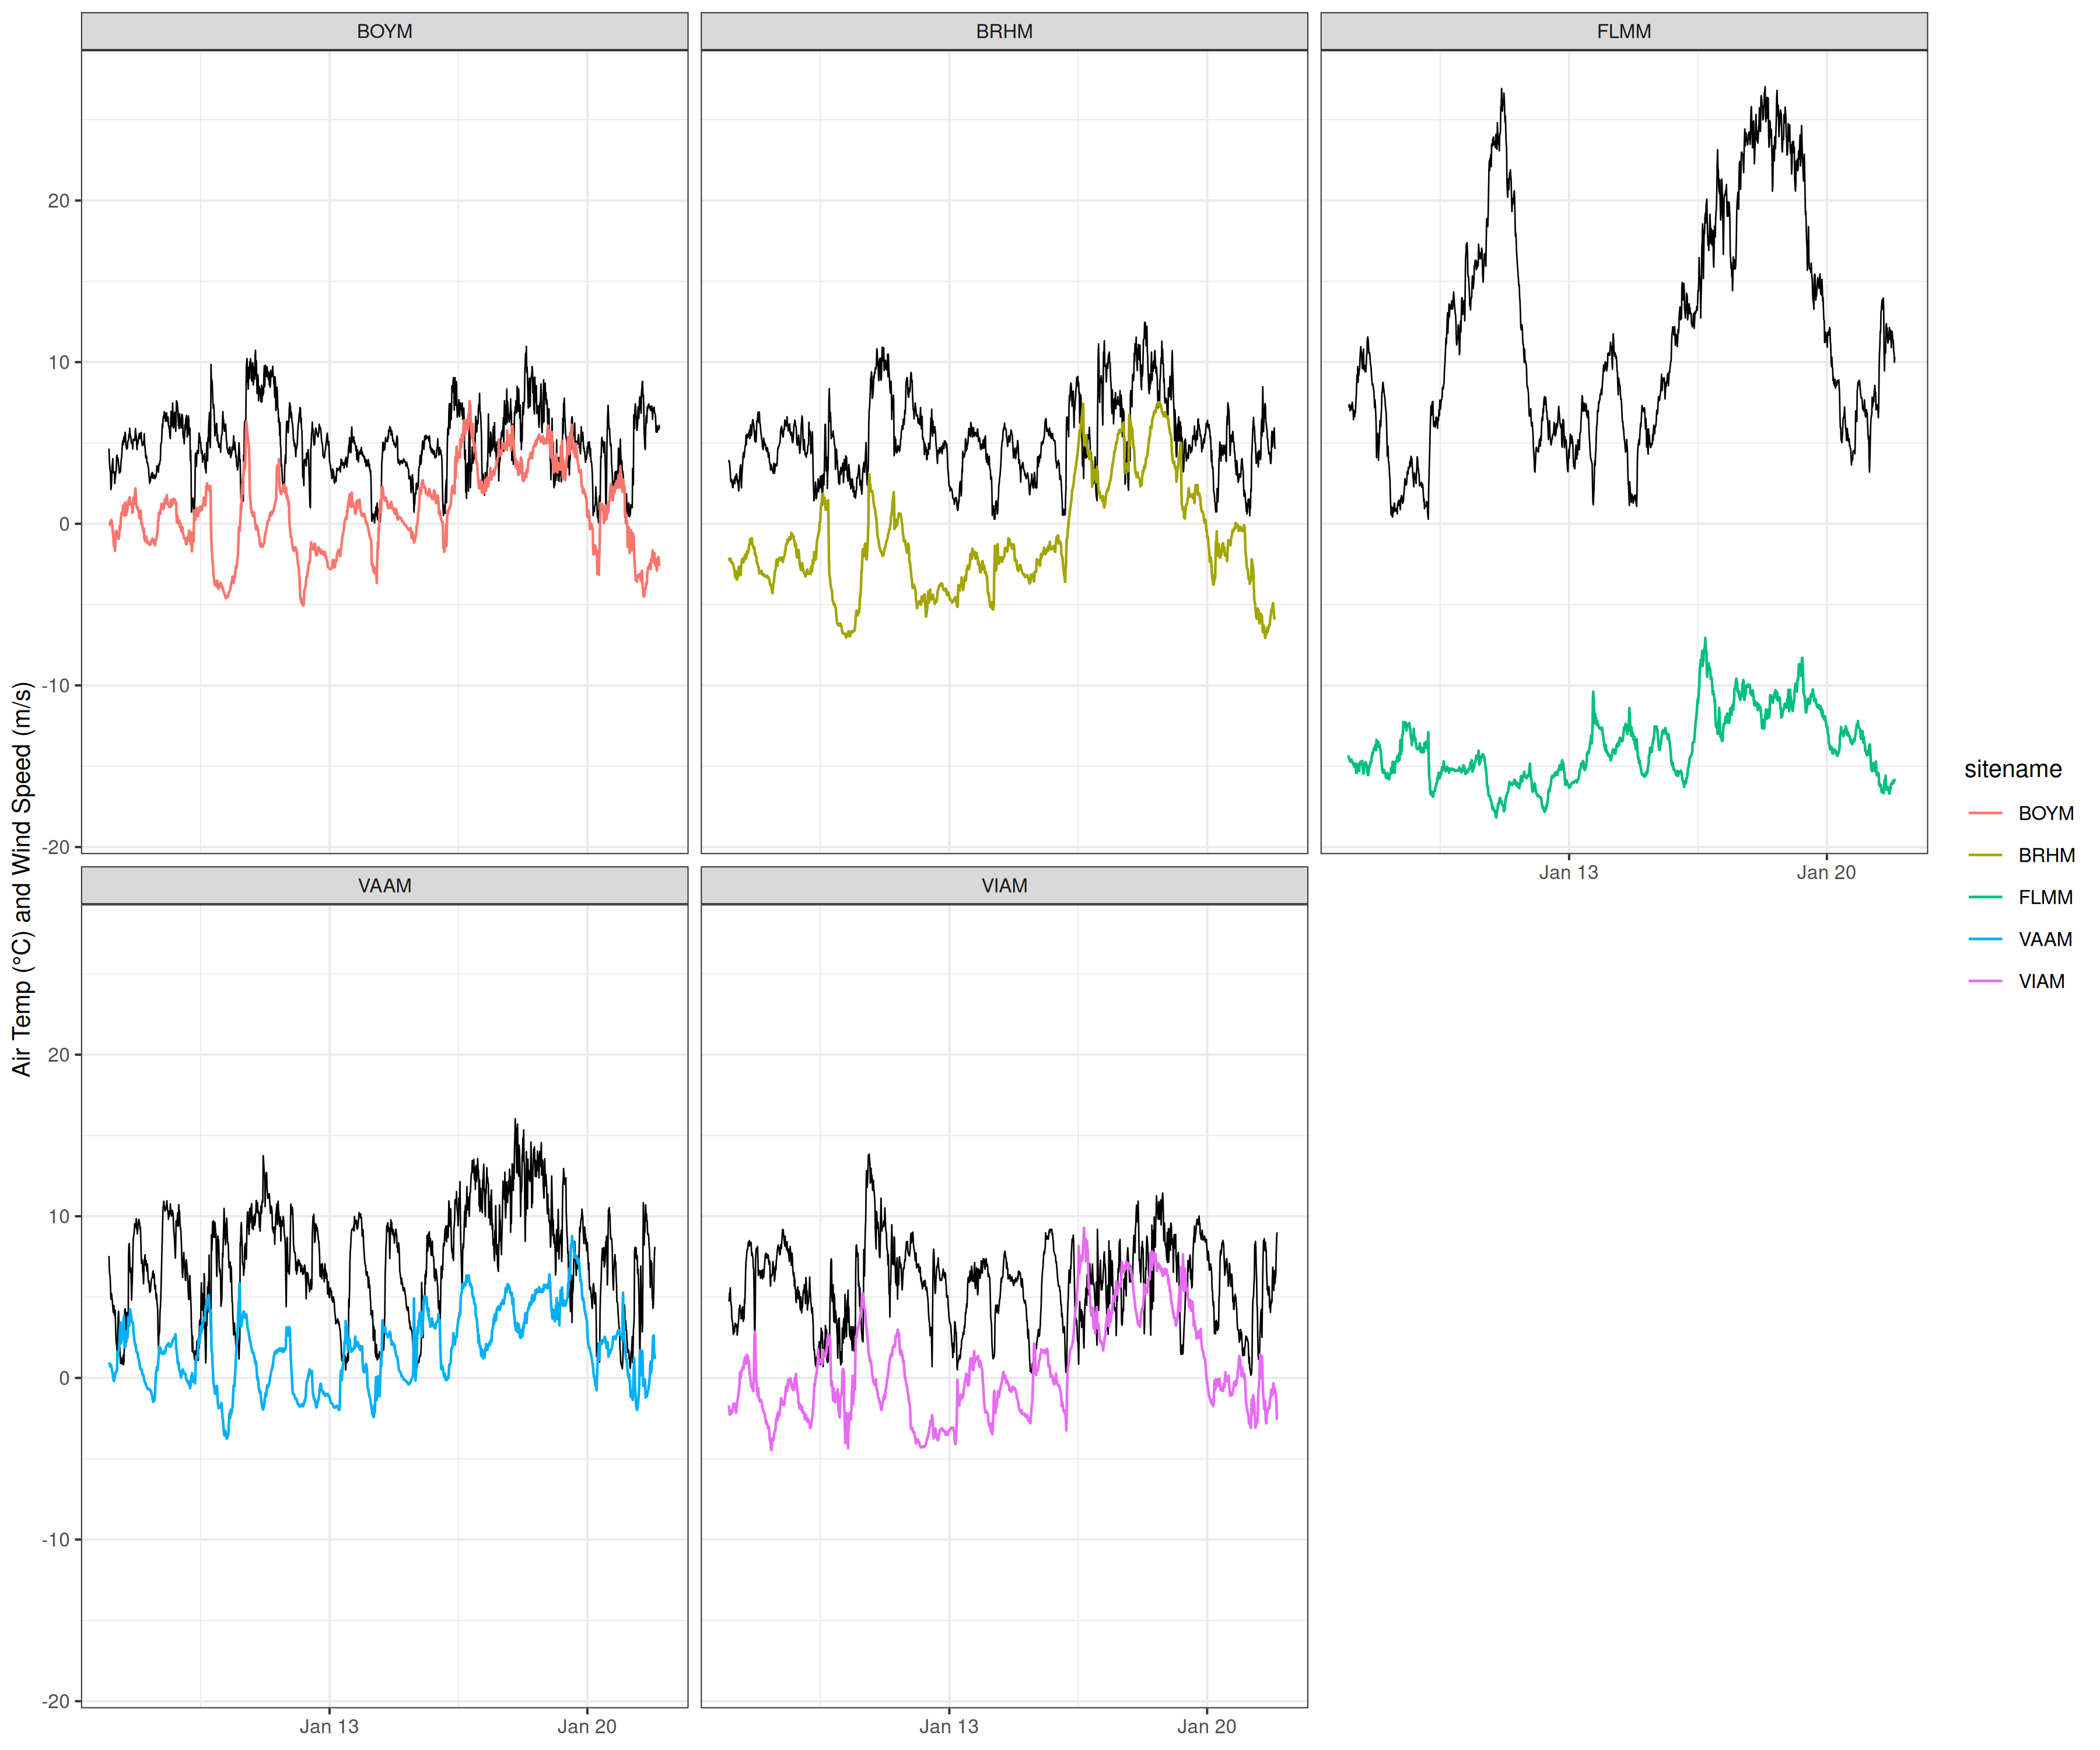 BOYM
BRHM
FLMM
20
10
0
-10
-20
Jan 13
Jan 20
VAAM
VIAM
20
10
0
-10
-20
Jan 13
Jan 20
Jan 13
Jan 20
Air Temp (°C) and Wind Speed (m/s)
sitename
BOYM
BRHM
FLMM
VAAM
VIAM